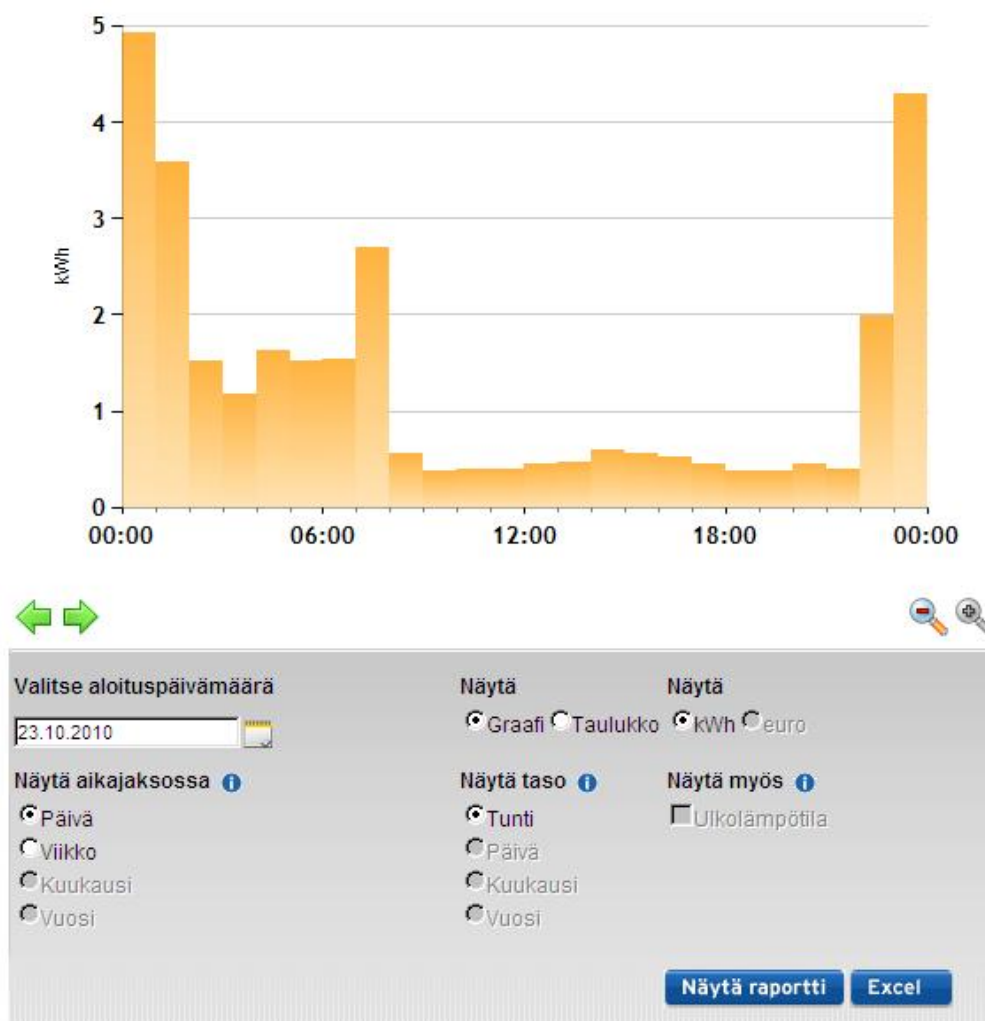 5
4
3
kWh
2
1
0
00:00 06:00 12:00 18:00 00:00
Valitse aloituspäivämäärä Näytä Näytä
23.10.2010 Graafi Taulukko kWh euro
Näytä aikajaksossa i Näytä taso i Näytä myös i
Päivä Tunti Ulkolämpötila
Viikko Päivä
Kuukausi Kuukausi
Vuosi Vuosi
Näytä raportti Excel